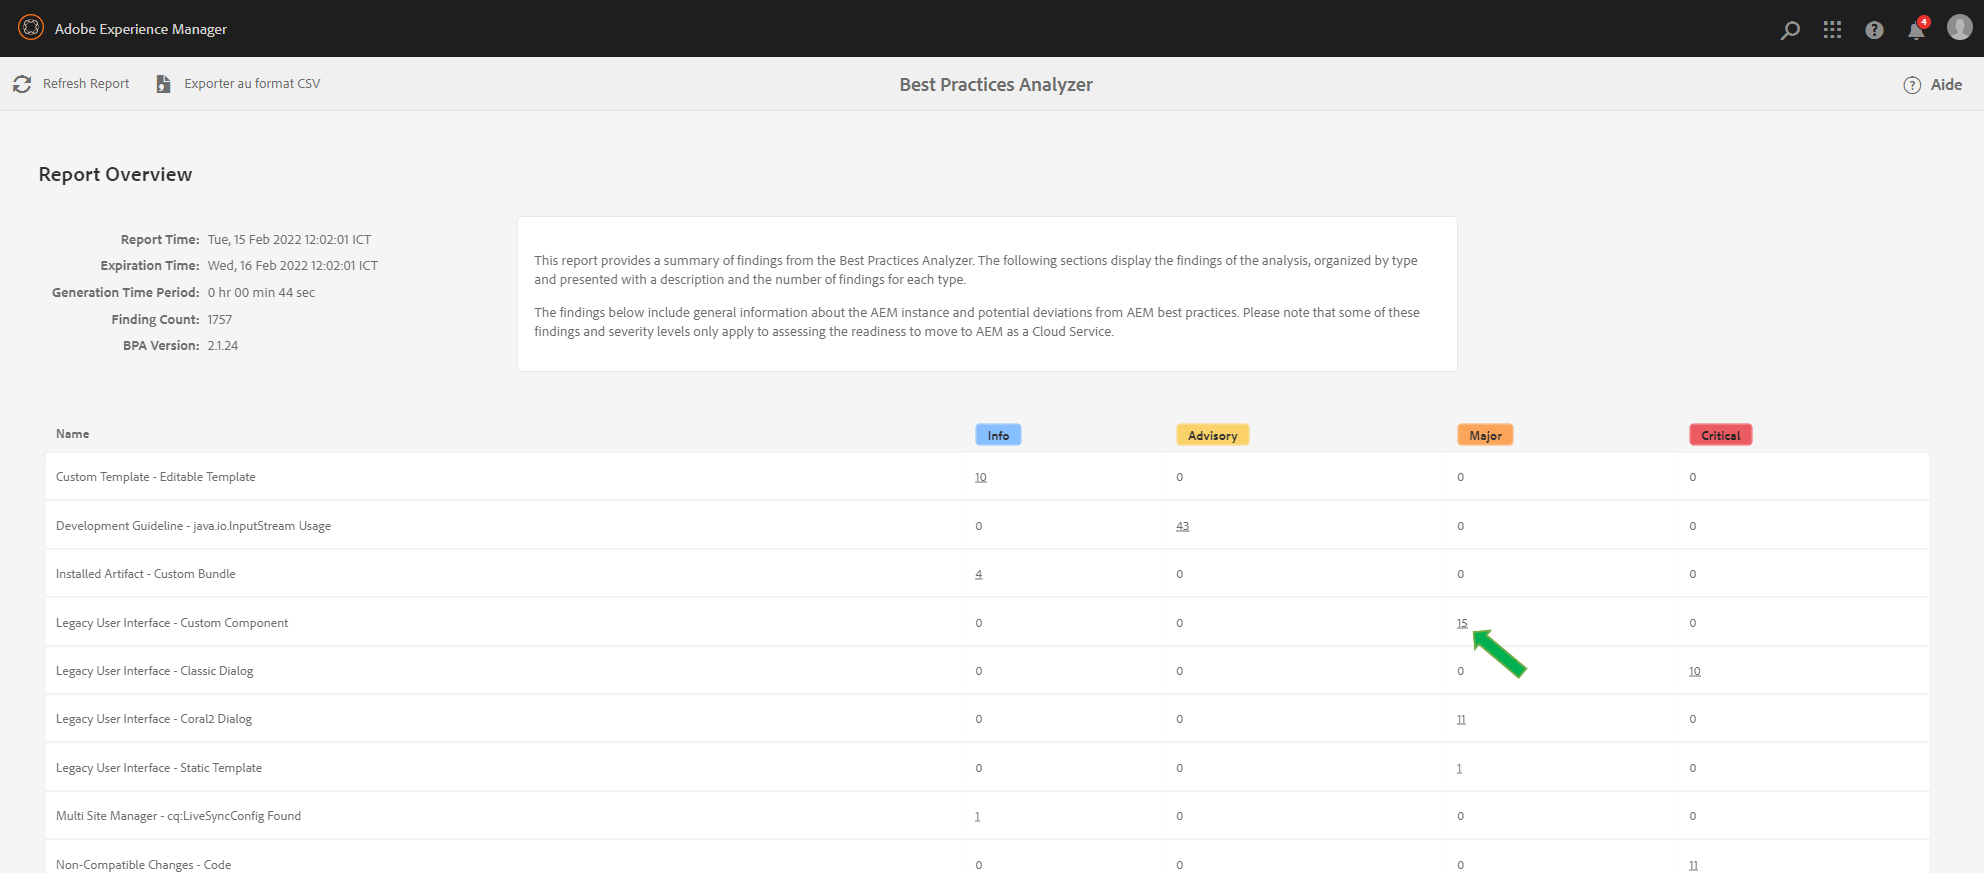 Adobe Experience Manager
4
Refresh Report Exporter au format CSV Best Practices Analyzer Aide
Report Overview
Report Time: Tue, 15 Feb 2022 12:02:01 ICT
Expiration Time: Wed, 16 Feb 2022 12:02:01 ICT
Generation Time Period: 0 hr 00 min 44 sec
Finding Count: 1757
BPA Version: 2.1.24
This report provides a summary of findings from the Best Practices Analyzer. The following sections display the findings of the analysis, organized by type
and presented with a description and the number of findings for each type.
The findings below include general information about the AEM instance and potential deviations from AEM best practices. Please note that some of these
findings and severity levels only apply to assessing the readiness to move to AEM as a Cloud Service.
Name Info Advisory Major Critical
Custom Template - Editable Template 10 0 0 0
Development Guideline - java.io.InputStream Usage 0 43 0 0
Installed Artifact - Custom Bundle 4 0 0 0
Legacy User Interface - Custom Component 0 0 15 0
Legacy User Interface - Classic Dialog 0 0 0 10
Legacy User Interface - Coral2 Dialog 0 0 11 0
Legacy User Interface - Static Template 0 0 1 0
Multi Site Manager - cq:LiveSyncConfig Found 1 0 0 0
Non-Compatible Changes - Code 0 0 0 11